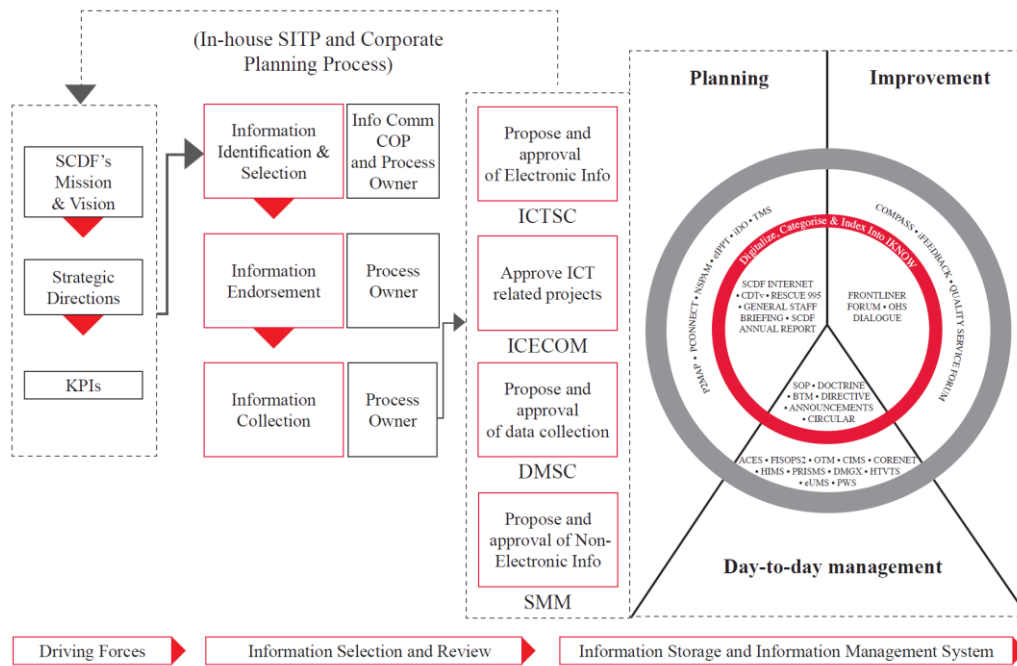 (In-house SITP and Corporate
Planning Process)
SCDF's
Mission
& Vision
Strategic
Directions
KPIs
Information
Identification &
Selection
Info Comm
COP
and Process
Owner
Information
Endorsement
Process
Owner
Information
Collection
Process
Owner
Propose and
approval
of Electronic Info
ICTSC
Approve ICT
related projects
ICECOM
Propose and
approval
of data collection
DMSC
Propose and
approval of Non-
Electronic Info
SMM
Planning
Improvement
P2MAP • PCONNECT • NSPAM • eIPPT • iDO • TMS
COMPASS • iFEEDBACK • QUALITY SERVICE FORUM
Digitalize, Categorise & Index Into IKNOW
SCDF INTERNET
• CDTv • RESCUE 995
• GENERAL STAFF
BRIEFING • SCDF
ANNUAL REPORT
FRONTLINER
FORUM • OHS
DIALOGUE
SOP • DOCTRINE
• BTM • DIRECTIVE
• ANNOUNCEMENTS
• CIRCULAR
ACES • FISOPS2 • OTM • CIMS • CORENET
• HIMS • PRISMS • DMGX • HTVTS
• eUMS • PWS
Day-to-day management
Driving Forces
Information Selection and Review
Information Storage and Information Management System